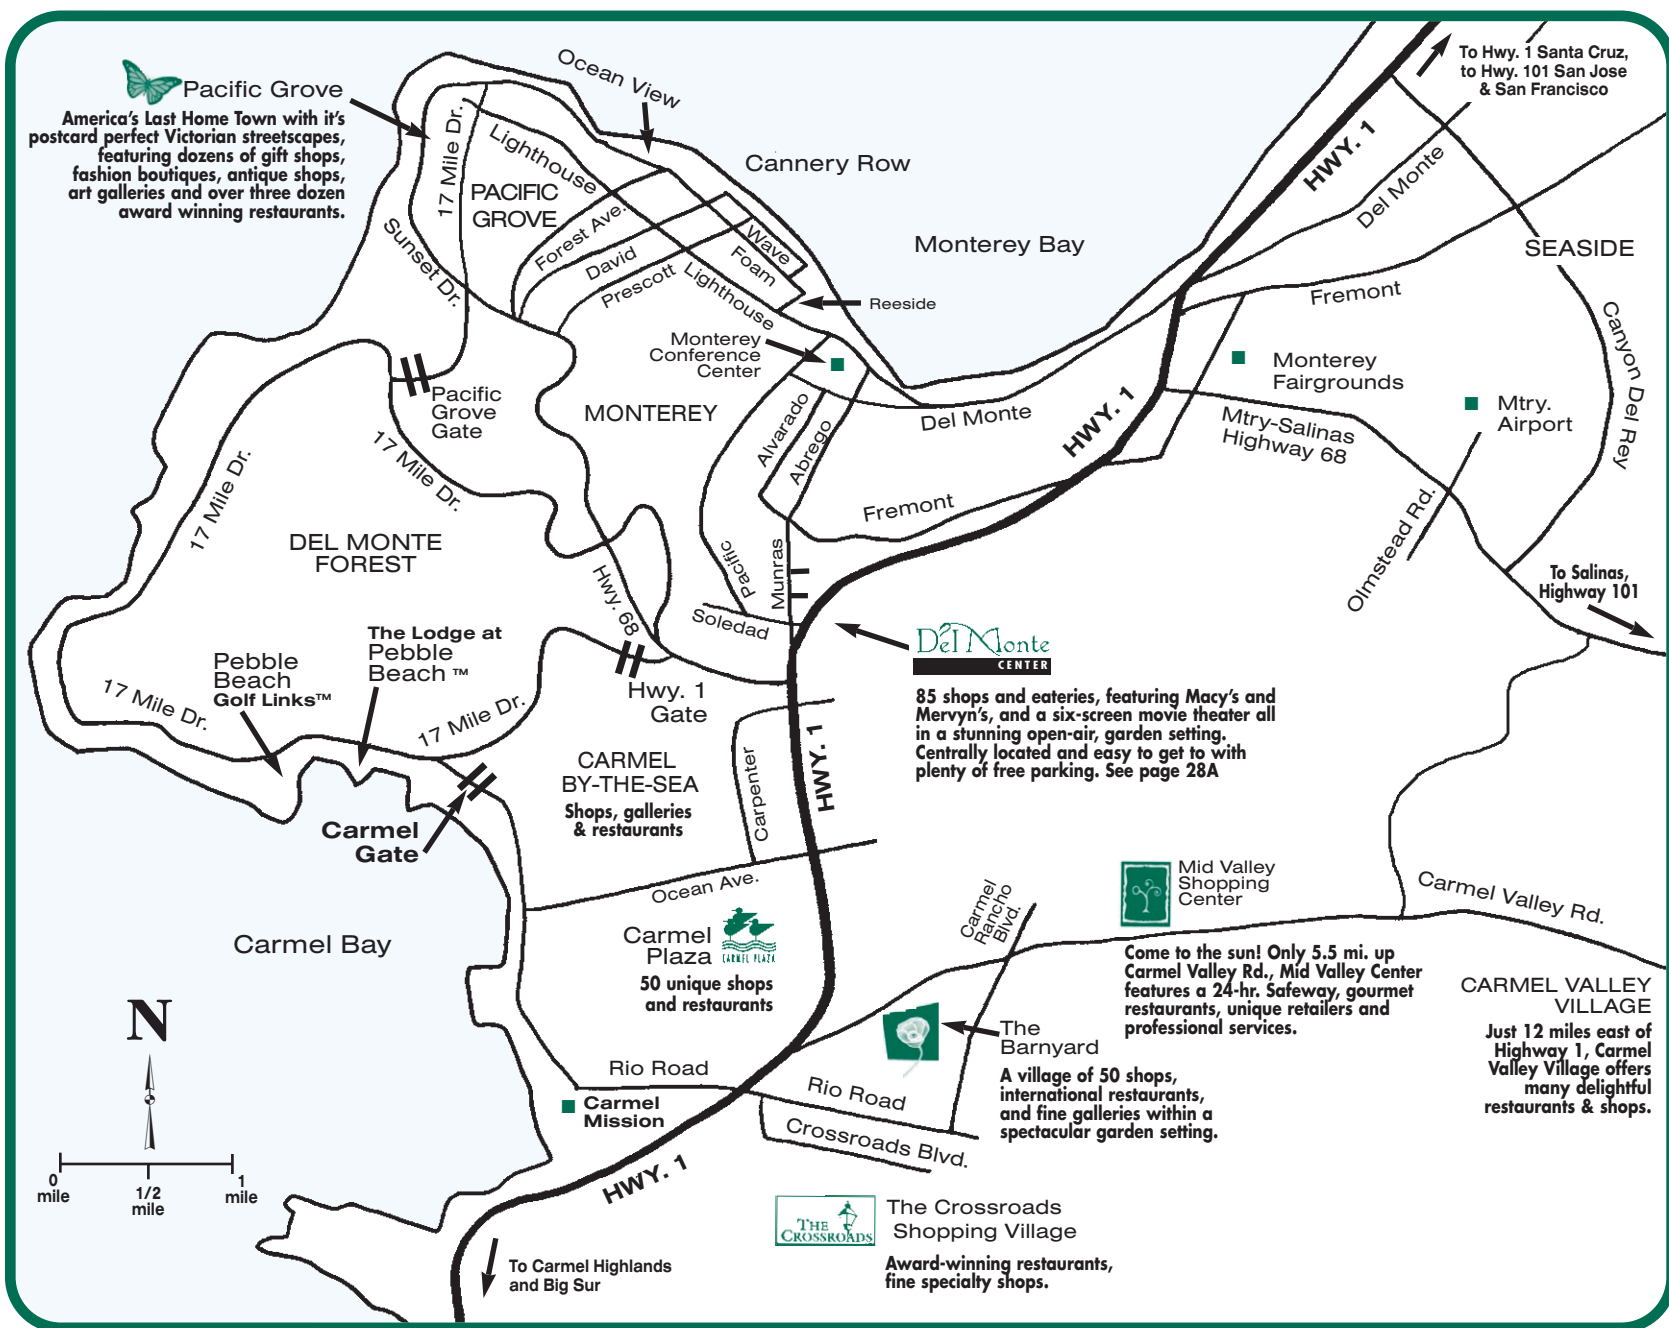 Pacific Grove
America's Last Home Town with it's
postcard perfect Victorian streetscapes,
featuring dozens of gift shops,
fashion boutiques, antique shops,
art galleries and over three dozen
award winning restaurants.
Ocean View
Cannery Row
Monterey Bay
To Hwy. 1 Santa Cruz,
to Hwy. 101 San Jose
& San Francisco
HWY. 1
Del Monte
SEASIDE
Fremont
Canyon Del Rey
17 Mile Dr.
Lighthouse
PACIFIC
GROVE
Sunset Dr.
Forest Ave.
David
Prescott
Wave
Foam
Lighthouse
Reeside
Monterey
Conference
Center
Monterey
Fairgrounds
Mtry.
Airport
Pacific
Grove
Gate
MONTEREY
Alvarado
Abrego
Del Monte
HWY. 1
Mtry-Salinas
Highway 68
17 Mile Dr.
17 Mile Dr.
Fremont
Olmstead Rd.
DEL MONTE
FOREST
Hwy. 68
Pacific
Munras
Soledad
To Salinas,
Highway 101
Del Monte
CENTER
85 shops and eateries, featuring Macy's and
Mervyn's, and a six-screen movie theater all
in a stunning open-air, garden setting.
Centrally located and easy to get to with
plenty of free parking. See page 28A
The Lodge at
Pebble
Beach ™
Pebble
Beach
Golf Links™
17 Mile Dr.
17 Mile Dr.
Hwy. 1
Gate
CARMEL
BY-THE-SEA
Shops, galleries
& restaurants
Carpenter
HWY. 1
Carmel
Gate
Ocean Ave.
Carmel Bay
Carmel
Plaza
CARMEL PLAZA
50 unique shops
and restaurants
Carmel
Rancho
Blvd.
Mid Valley
Shopping
Center
Carmel Valley Rd.
Come to the sun! Only 5.5 mi. up
Carmel Valley Rd., Mid Valley Center
features a 24-hr. Safeway, gourmet
restaurants, unique retailers and
professional services.
CARMEL VALLEY
VILLAGE
Just 12 miles east of
Highway 1, Carmel
Valley Village offers
many delightful
restaurants & shops.
The
Barnyard
A village of 50 shops,
international restaurants,
and fine galleries within a
spectacular garden setting.
N
Rio Road
Rio Road
Carmel
Mission
Crossroads Blvd.
HWY. 1
0
mile
1/2
mile
1
mile
THE
CROSSROADS
The Crossroads
Shopping Village
Award-winning restaurants,
fine specialty shops.
To Carmel Highlands
and Big Sur